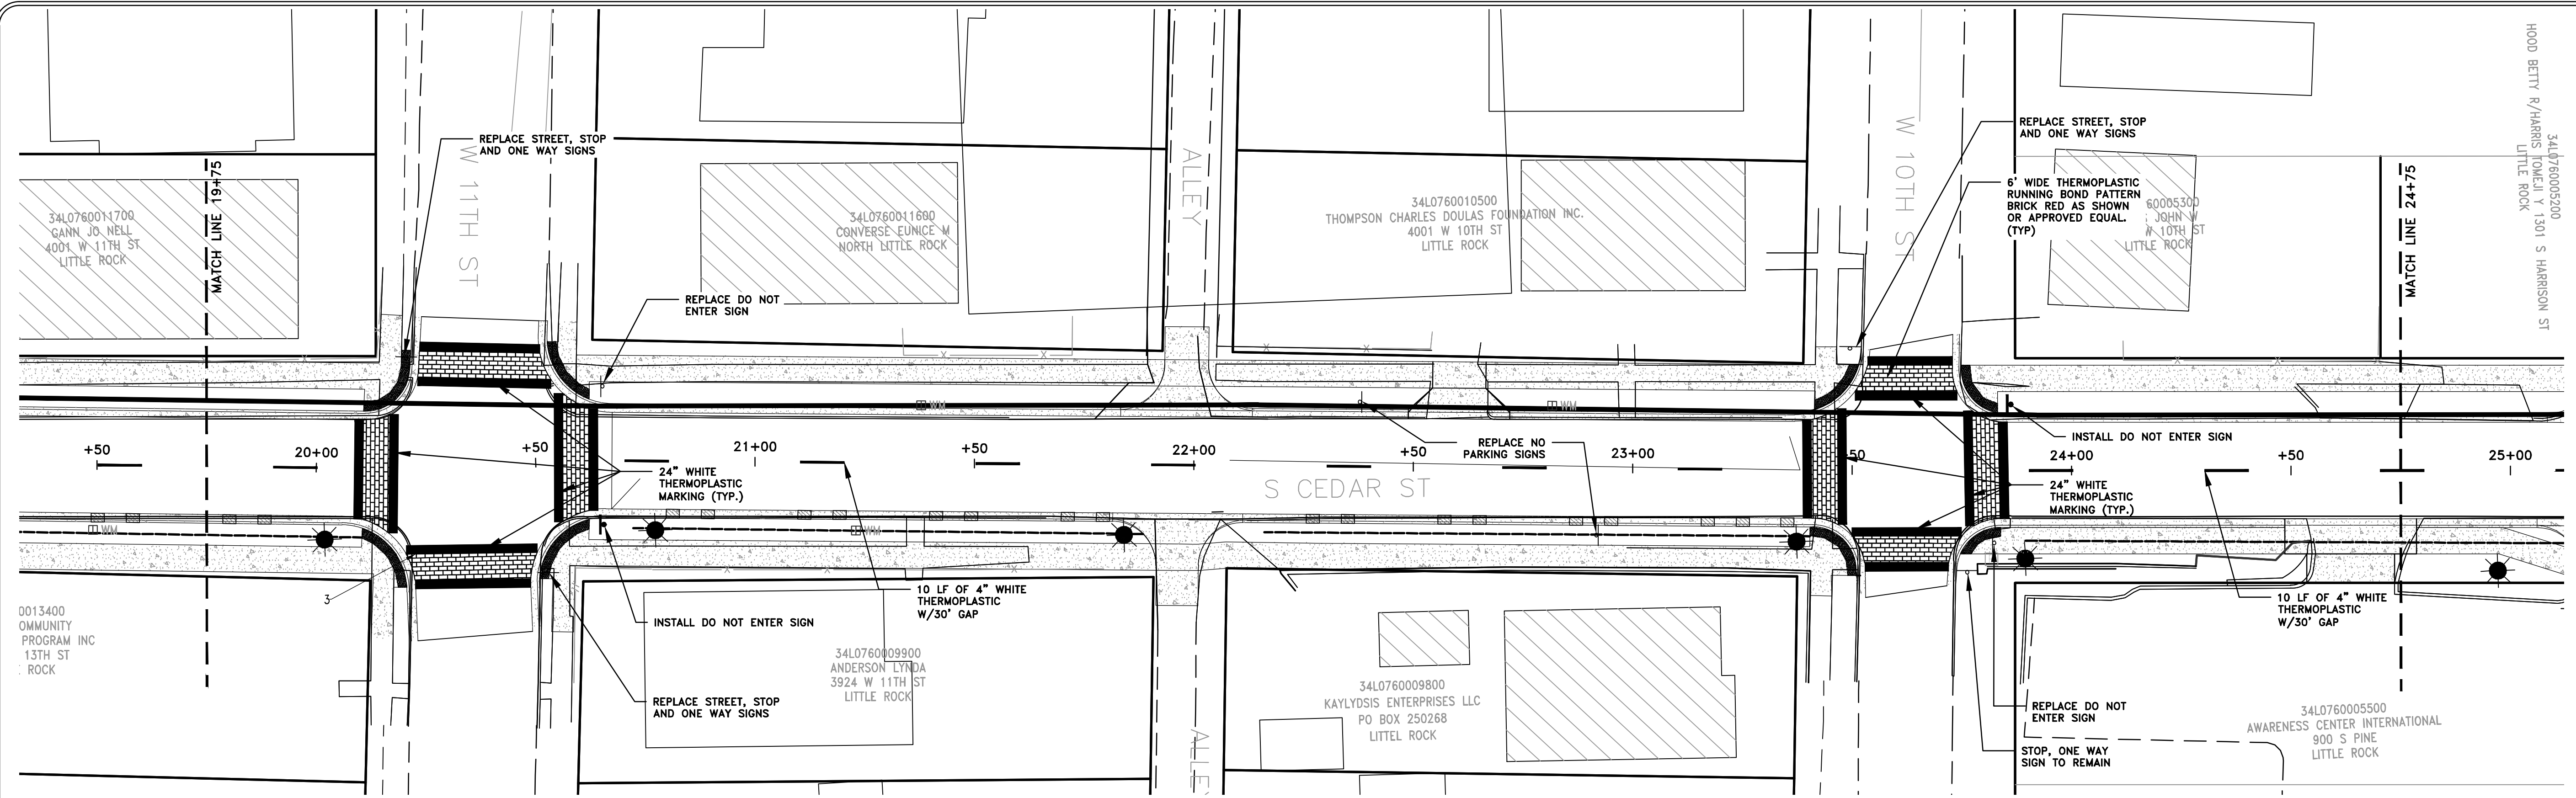 34L0760011700
GANN JO NELL
4001 W 11TH ST
LITTLE ROCK
MATCH LINE 19+75
REPLACE STREET, STOP
AND ONE WAY SIGNS
W 11TH ST
34L0760011600
CONVERSE EUNICE M
NORTH LITTLE ROCK
REPLACE DO NOT
ENTER SIGN
ALLEY
34L0760010500
THOMPSON CHARLES DOULAS FOUNDATION INC.
4001 W 10TH ST
LITTLE ROCK
W 10TH ST
REPLACE STREET, STOP
AND ONE WAY SIGNS
6' WIDE THERMOPLASTIC
RUNNING BOND PATTERN
BRICK RED AS SHOWN
OR APPROVED EQUAL.
(TYP)
60005300
JOHN W
W 10TH ST
LITTLE ROCK
MATCH LINE 24+75
34L0760005200
HOOD BETTY R/HARRIS TOMEJI Y 1301 S HARRISON ST
LITTLE ROCK
X
X
X
X
X
X
X
WM
WM
+50
20+00
+50
21+00
+50
22+00
+50
23+00
+50
24+00
+50
25+00
24" WHITE
THERMOPLASTIC
MARKING (TYP.)
REPLACE NO
PARKING SIGNS
S CEDAR ST
INSTALL DO NOT ENTER SIGN
24" WHITE
THERMOPLASTIC
MARKING (TYP.)
WM
WM
X
X
X
3
10 LF OF 4" WHITE
THERMOPLASTIC
W/30' GAP
INSTALL DO NOT ENTER SIGN
REPLACE STREET, STOP
AND ONE WAY SIGNS
0013400
OMMUNITY
PROGRAM INC
13TH ST
ROCK
34L0760009900
ANDERSON LYNDA
3924 W 11TH ST
LITTLE ROCK
ALLEY
34L0760009800
KAYLYDSIS ENTERPRISES LLC
PO BOX 250268
LITTEL ROCK
10 LF OF 4" WHITE
THERMOPLASTIC
W/30' GAP
REPLACE DO NOT
ENTER SIGN
STOP, ONE WAY
SIGN TO REMAIN
34L0760005500
AWARENESS CENTER INTERNATIONAL
900 S PINE
LITTLE ROCK